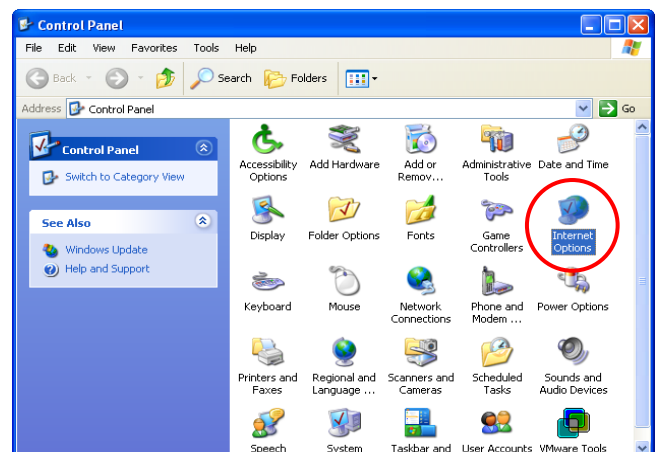 Control Panel
File Edit View Favorites Tools Help
Back Search Folders
Address Control Panel Go
Control Panel
Switch to Category View
See Also
Windows Update
Help and Support
Accessibility Options
Add Hardware
Add or Remov...
Administrative Tools
Date and Time
Display
Folder Options
Fonts
Game Controllers
Internet Options
Keyboard
Mouse
Network Connections
Phone and Modem ...
Power Options
Printers and Faxes
Regional and Language ...
Scanners and Cameras
Scheduled Tasks
Sounds and Audio Devices
Speech
System
Taskbar and
User Accounts
VMware Tools